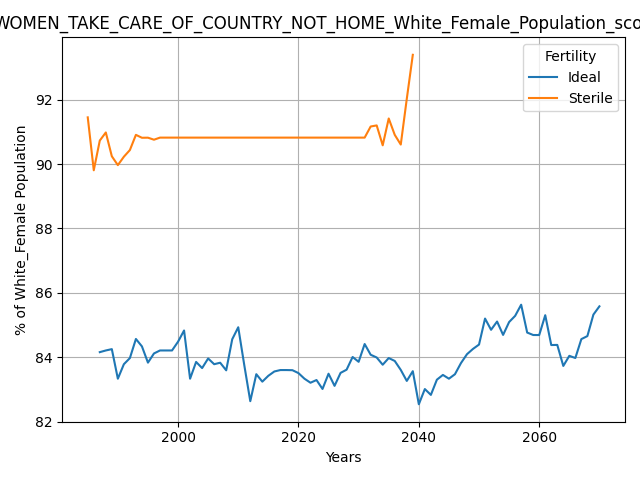 WOMEN_TAKE_CARE_OF_COUNTRY_NOT_HOME_White_Female_Population_sco
Fertility
Ideal
Sterile
% of White_Female Population
92
90
88
86
84
82
2000
2020
2040
2060
Years